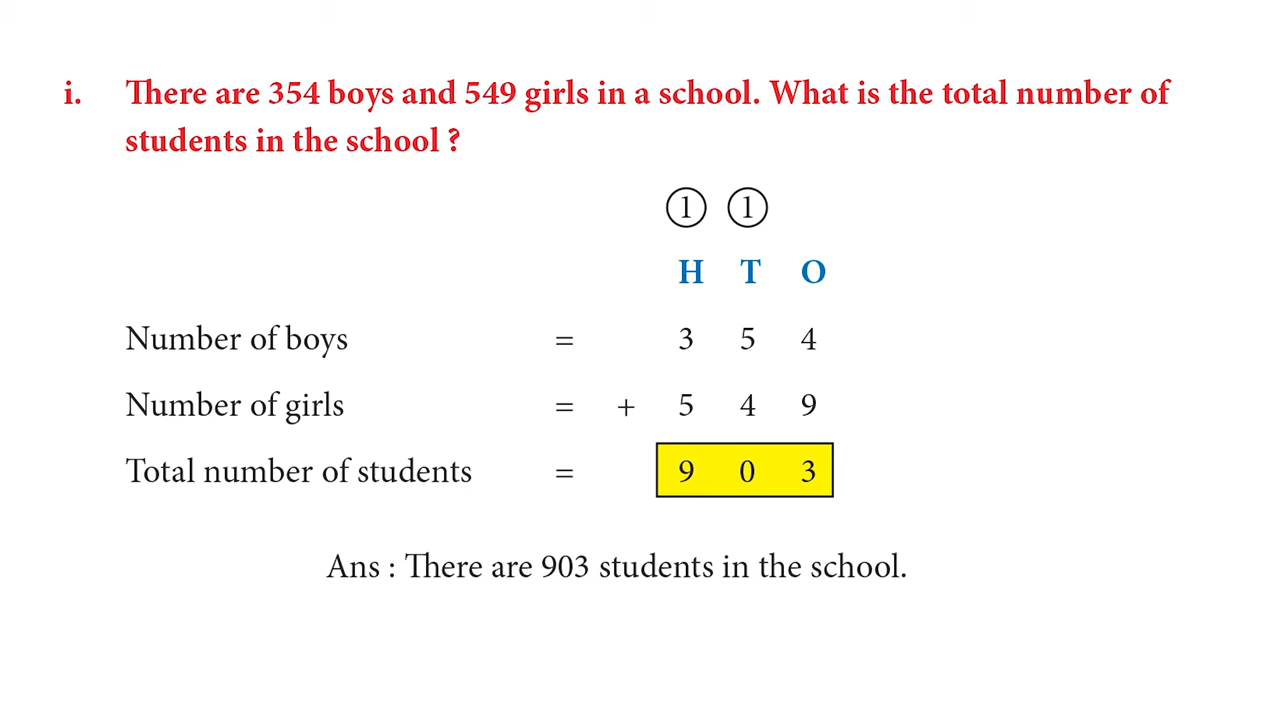 i. There are 354 boys and 549 girls in a school. What is the total number of
students in the school ?
1 1
H T O
Number of boys = 3 5 4
Number of girls = + 5 4 9
Total number of students = 9 0 3
Ans : There are 903 students in the school.